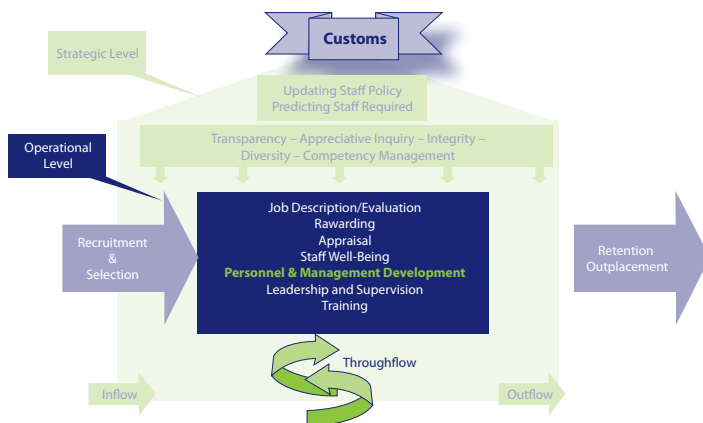 Customs
Strategic Level
Updating Staff Policy
Predicting Staff Required
Transparency – Appreciative Inquiry – Integrity –
Diversity – Competency Management
Operational
Level
Job Description/Evaluation
Rawarding
Appraisal
Staff Well-Being
Personnel & Management Development
Leadership and Supervision
Training
Recruitment
&
Selection
Retention
Outplacement
Throughflow
Inflow
Outflow